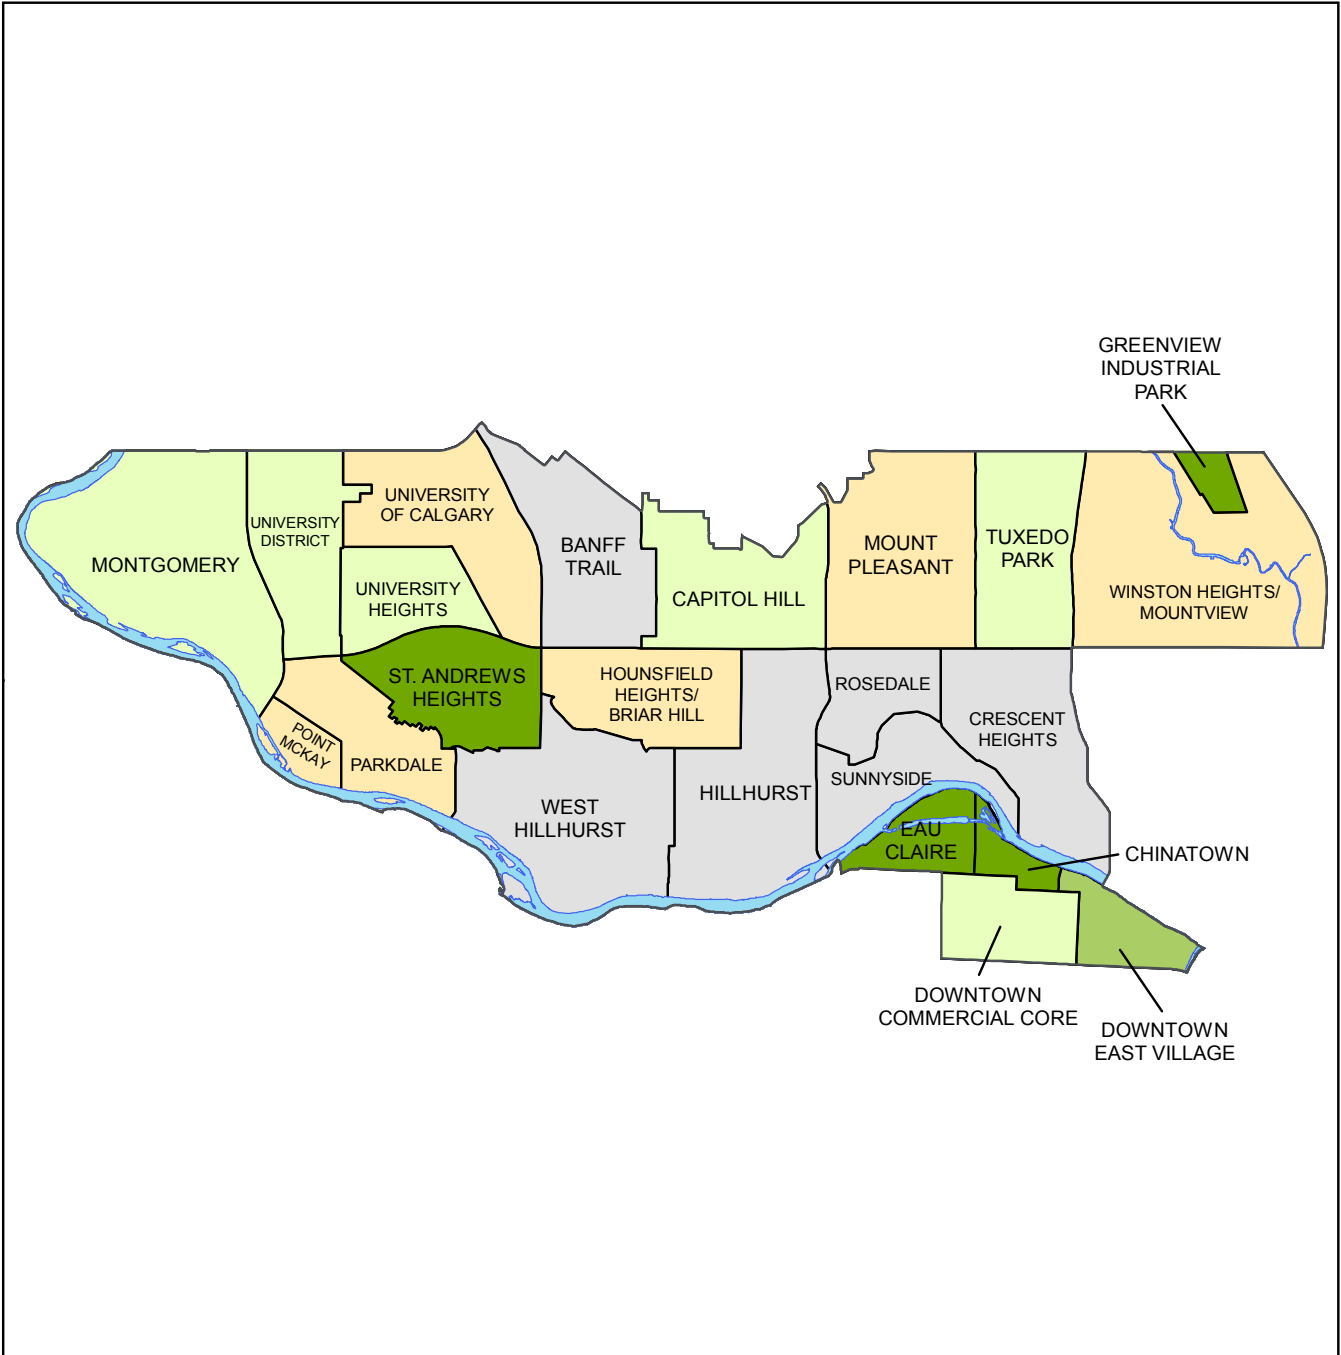 GREENVIEW
INDUSTRIAL
PARK
UNIVERSITY
OF CALGARY
UNIVERSITY
DISTRICT
MONTGOMERY
BANFF
TRAIL
MOUNT
PLEASANT
TUXEDO
PARK
UNIVERSITY
HEIGHTS
CAPITOL HILL
WINSTON HEIGHTS/
MOUNTVIEW
ST. ANDREWS
HEIGHTS
HOUNSFIELD
HEIGHTS/
BRIAR HILL
ROSEDALE
CRESCENT
HEIGHTS
POINT
MCKAY
PARKDALE
SUNNYSIDE
WEST
HILLHURST
HILLHURST
EAU
CLAIRE
CHINATOWN
DOWNTOWN
COMMERCIAL CORE
DOWNTOWN
EAST VILLAGE